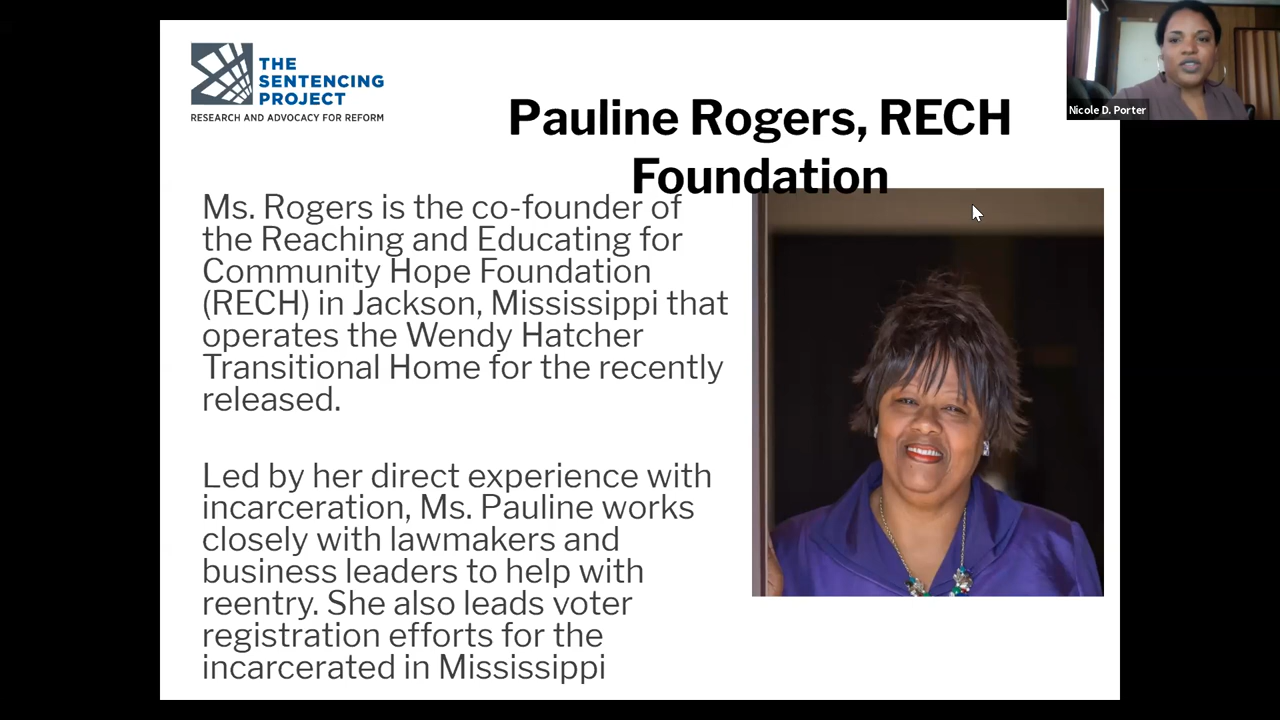 THE
SENTENCING
PROJECT
RESEARCH AND ADVOCACY FOR REFORM
Pauline Rogers, RECH
Foundation
Nicole D. Porter
Ms. Rogers is the co-founder of
the Reaching and Educating for
Community Hope Foundation
(RECH) in Jackson, Mississippi that
operates the Wendy Hatcher
Transitional Home for the recently
released.
Led by her direct experience with
incarceration, Ms. Pauline works
closely with lawmakers and
business leaders to help with
reentry. She also leads voter
registration efforts for the
incarcerated in Mississippi